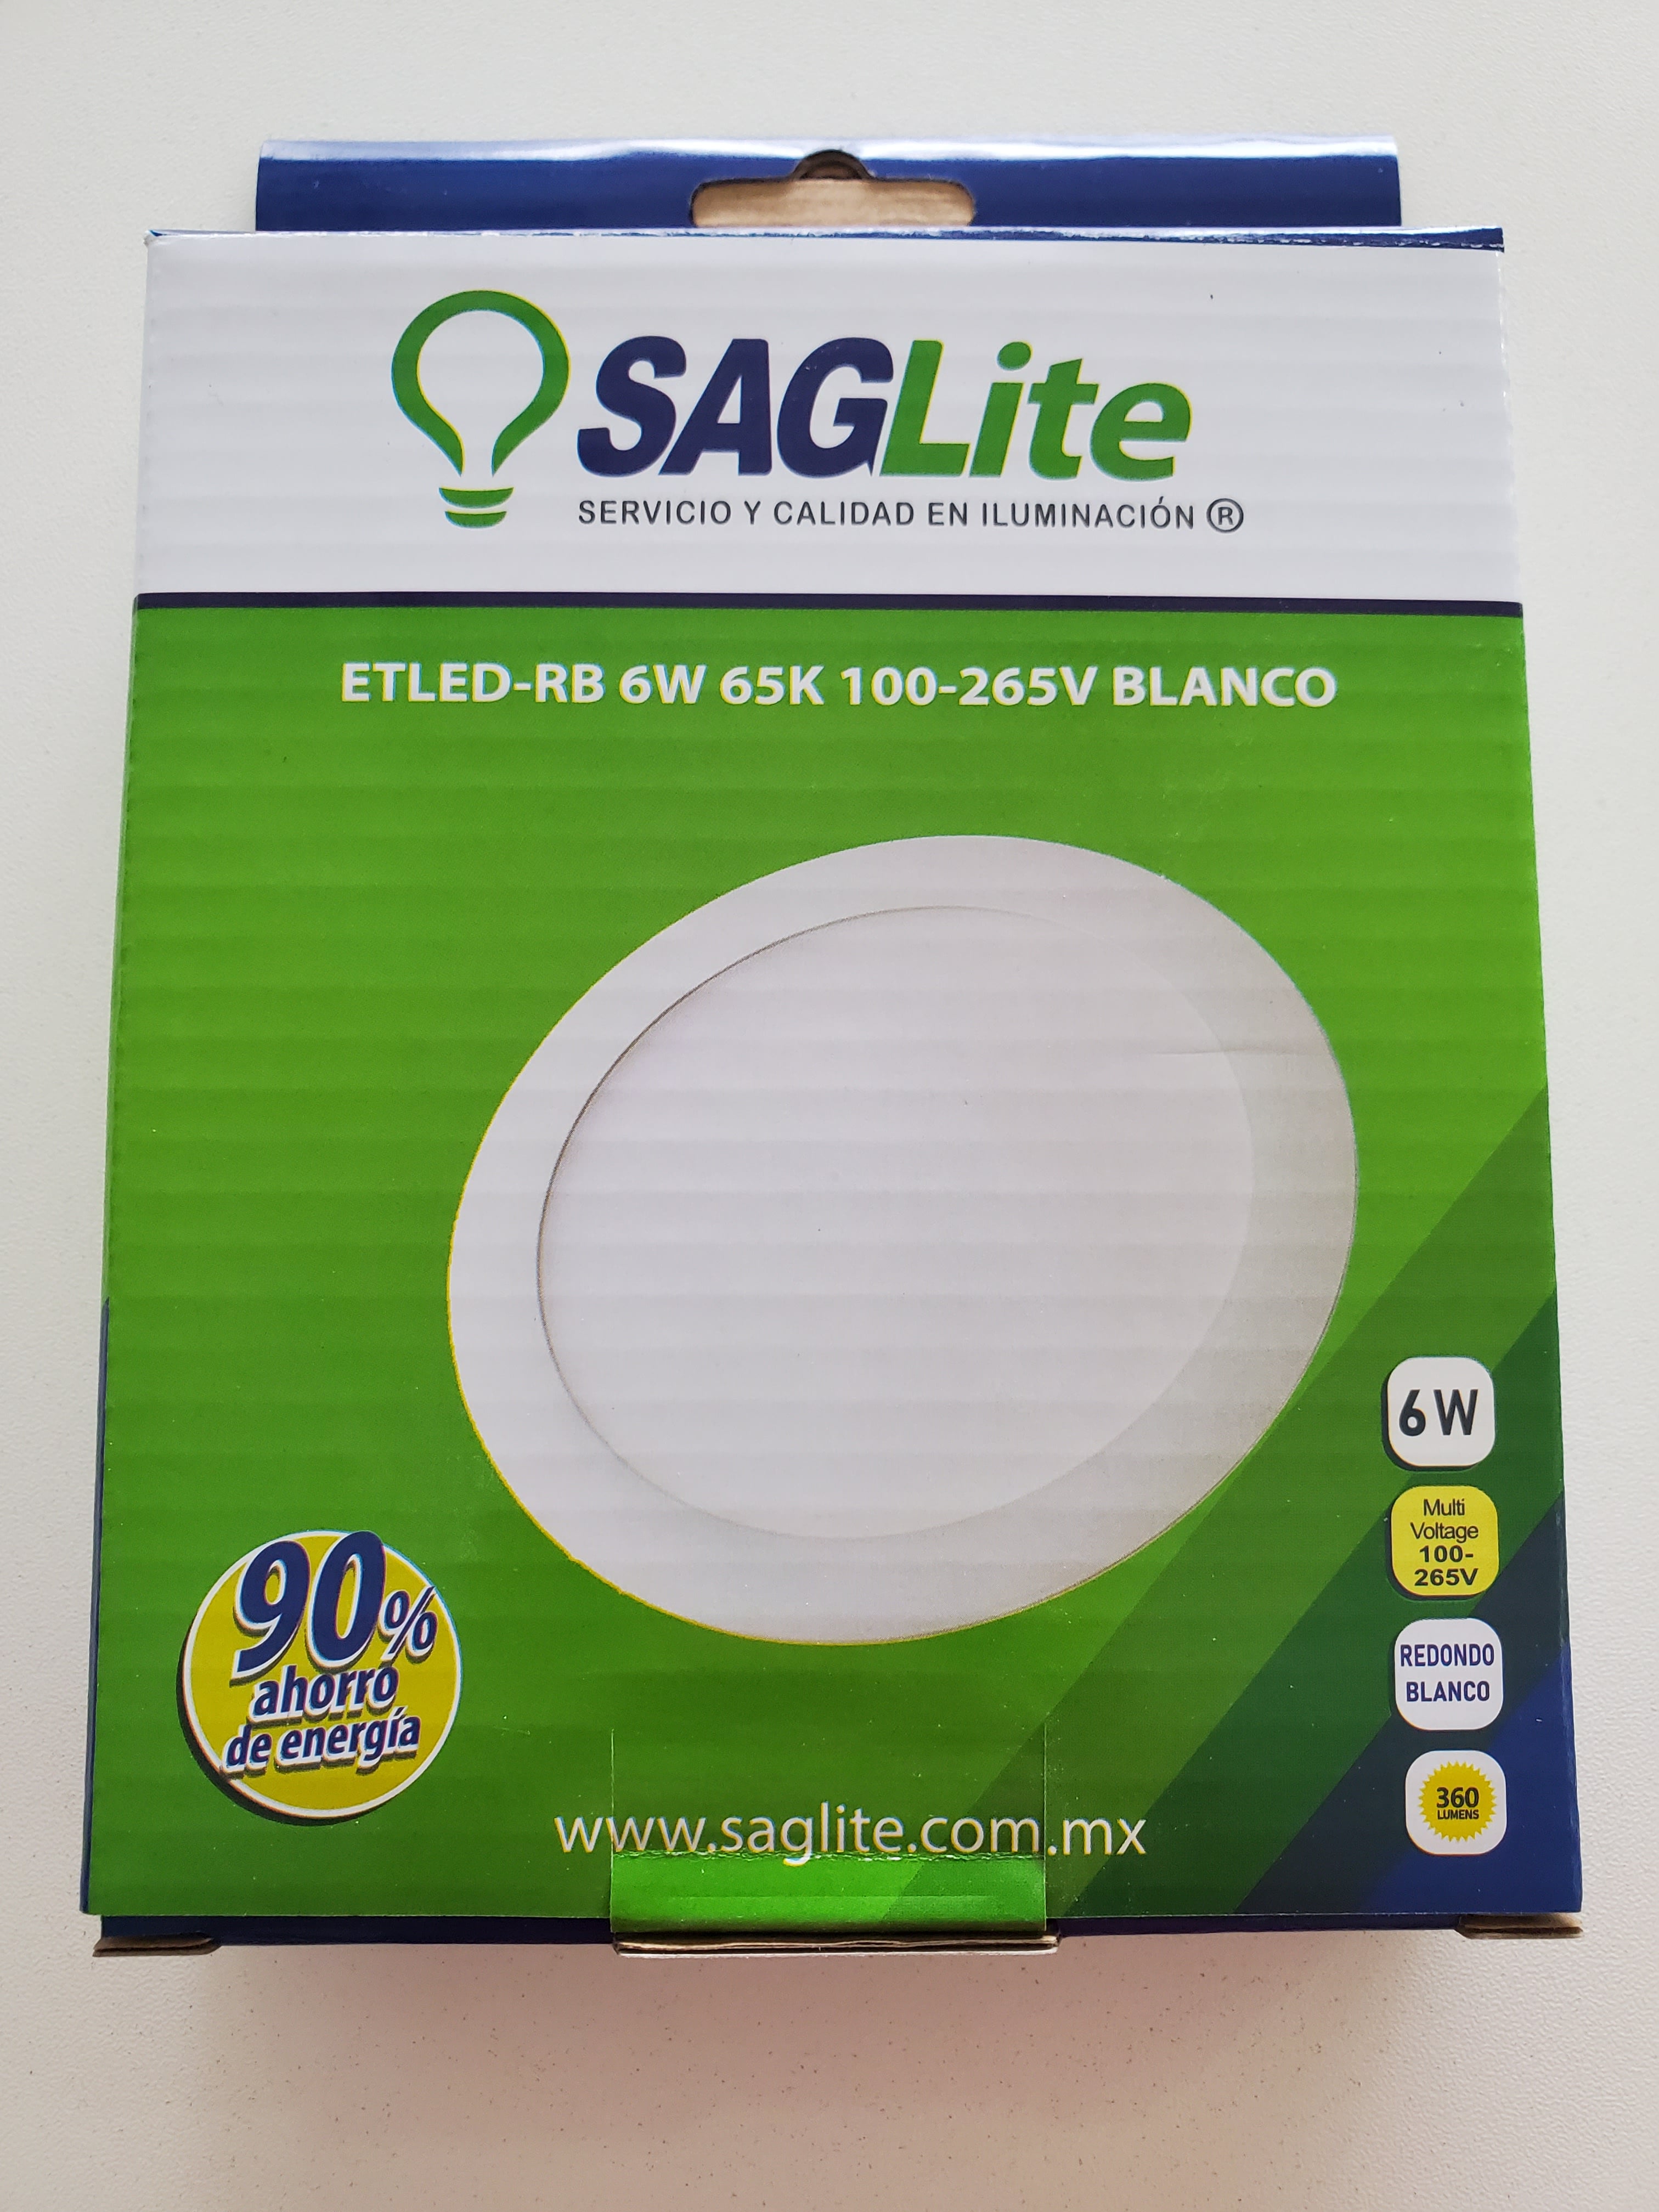 SAGLite
SERVICIO Y CALIDAD EN ILUMINACIÓN ®
ETLED-RB 6W 65K 100-265V BLANCO
6W
Multi
Voltage
100-
265V
REDONDO
BLANCO
360
LUMENS
90%
ahorro
de energía
www.saglite.com.mx